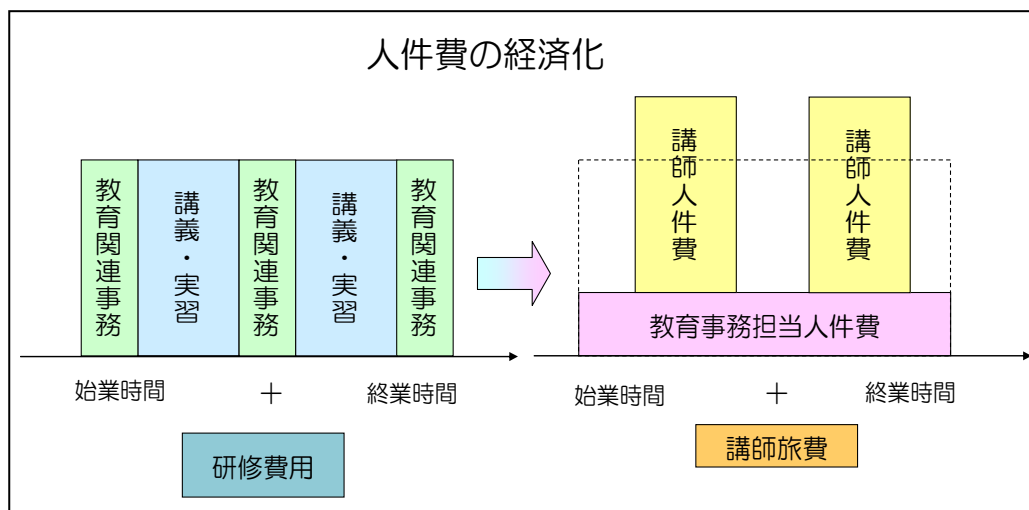 人件費の経済化
教育関連事務
講義・実習
教育関連事務
講義・実習
教育関連事務
始業時間
＋
終業時間
研修費用
講師人件費
講師人件費
教育事務担当人件費
始業時間
＋
終業時間
講師旅費